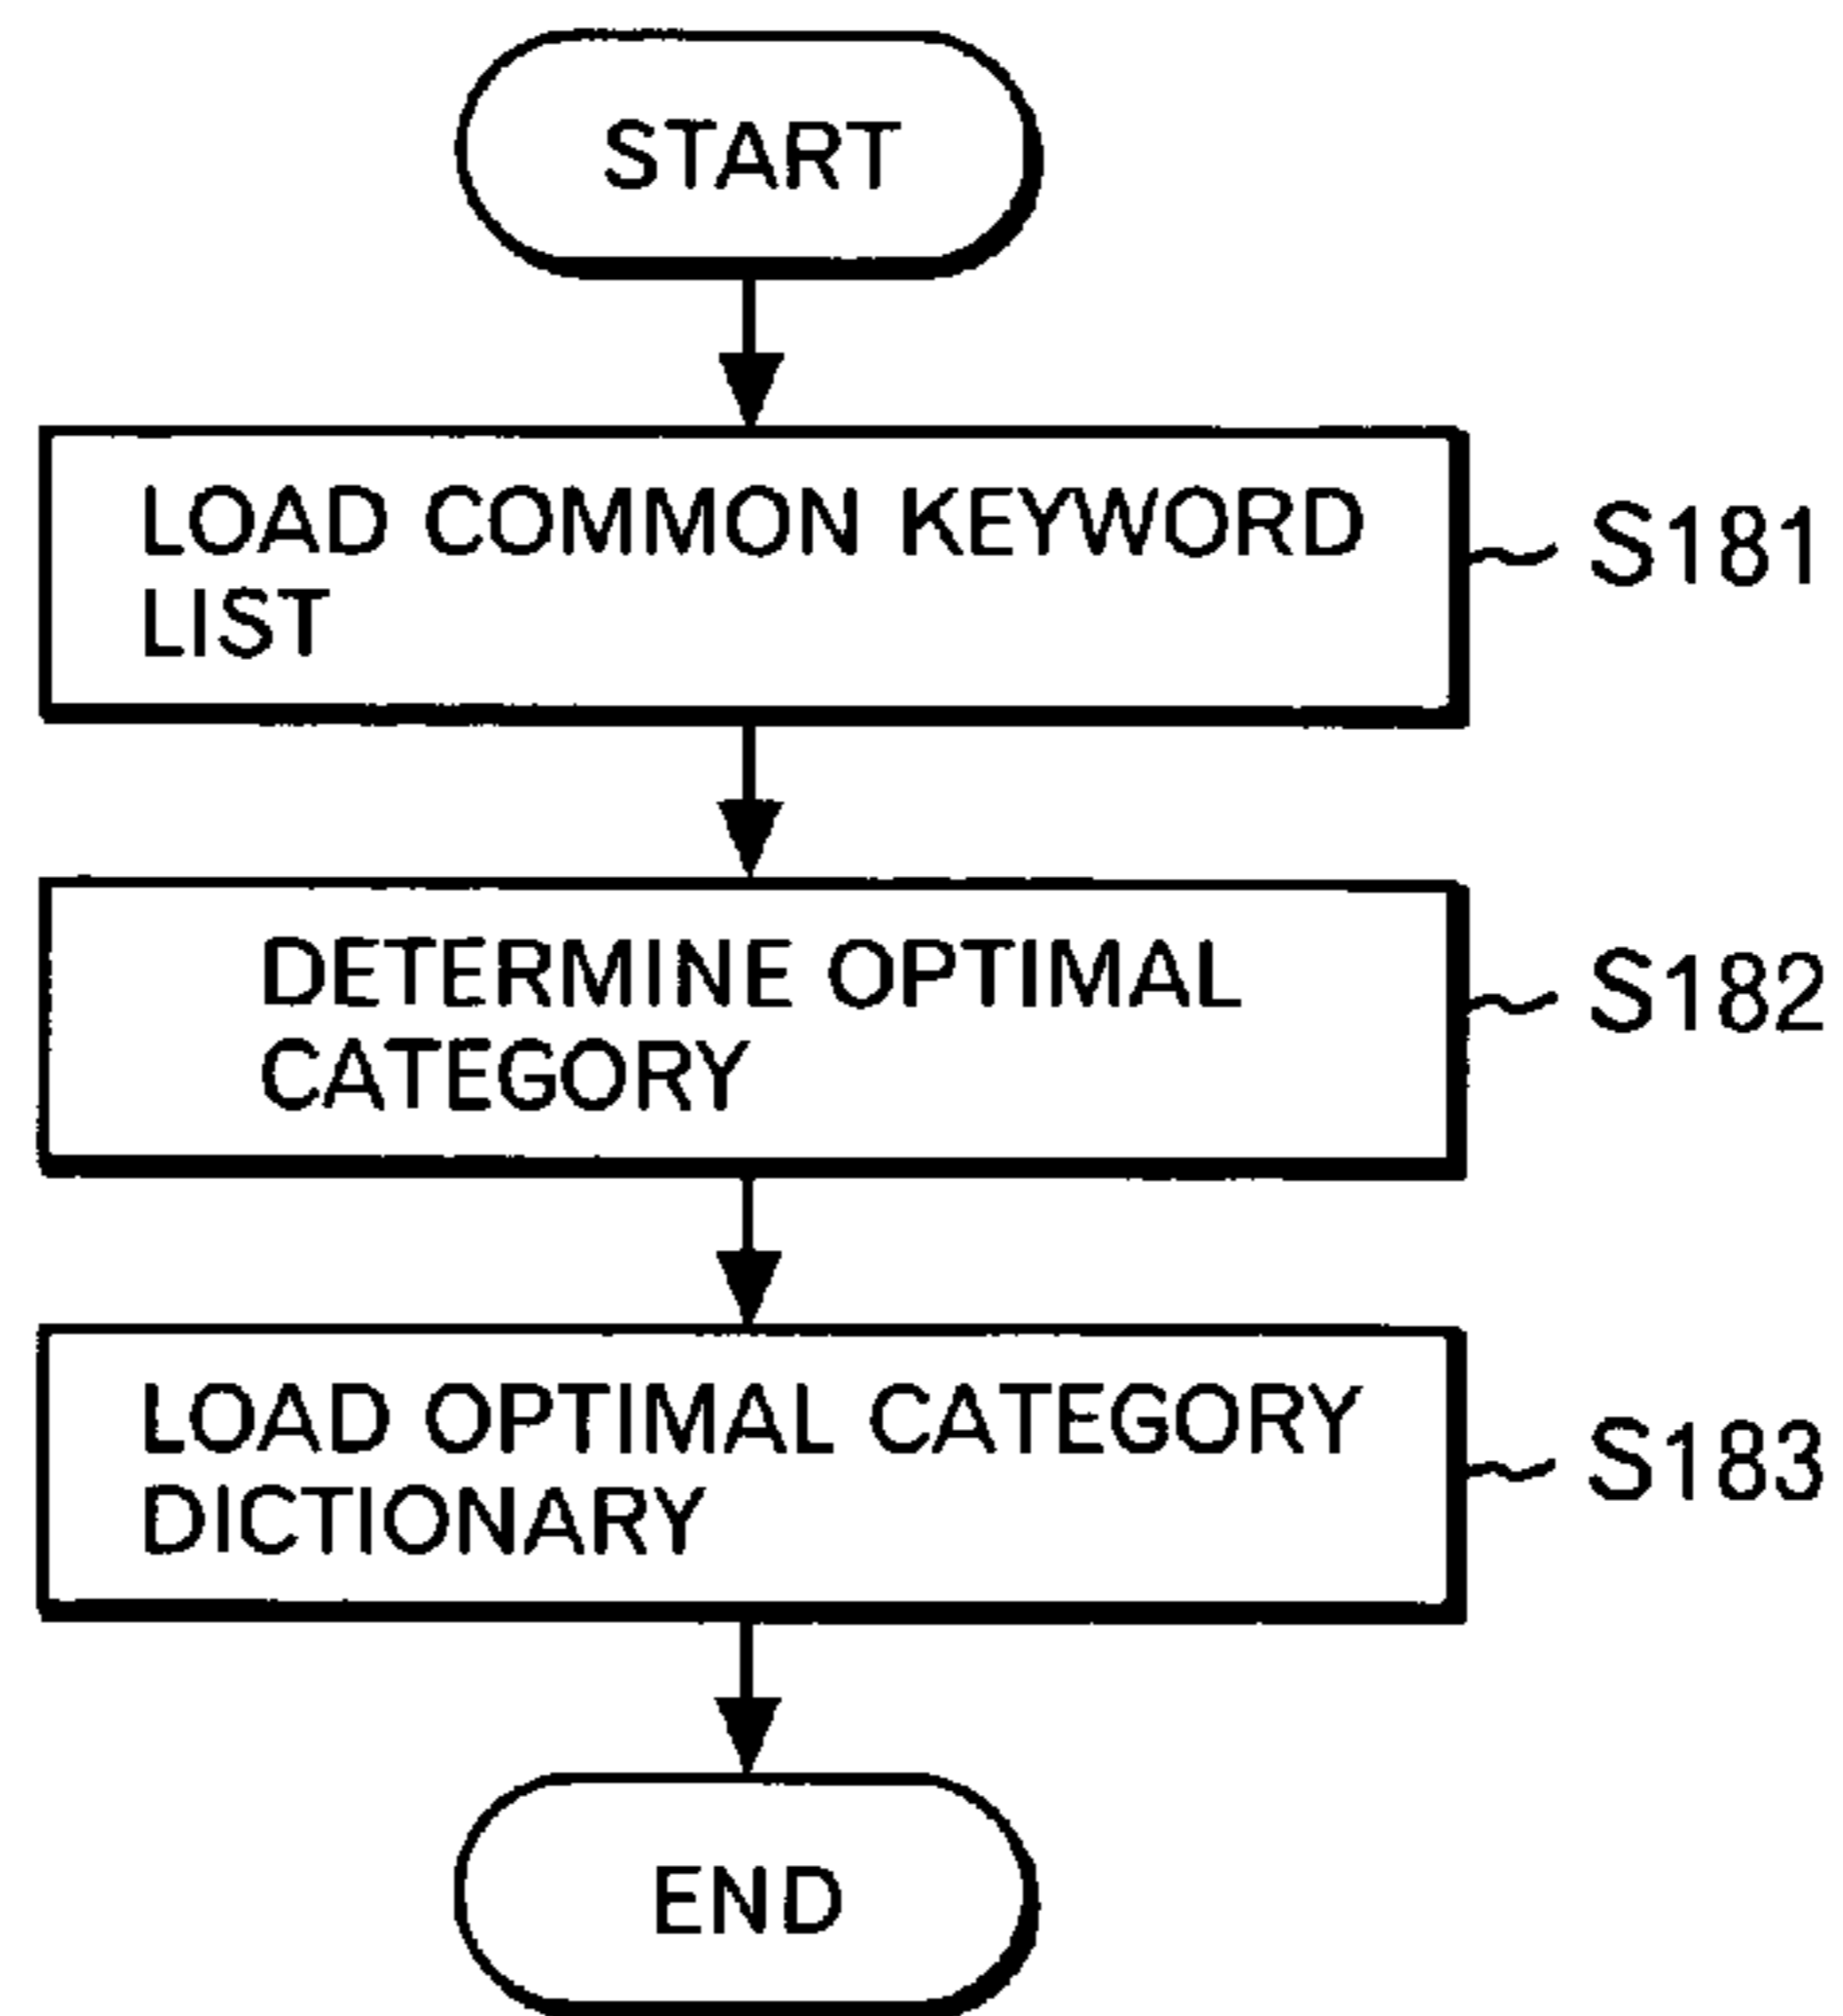 START
LOAD COMMON KEYWORD
LIST
S181
DETERMINE OPTIMAL
CATEGORY
S182
LOAD OPTIMAL CATEGORY
DICTIONARY
S183
END